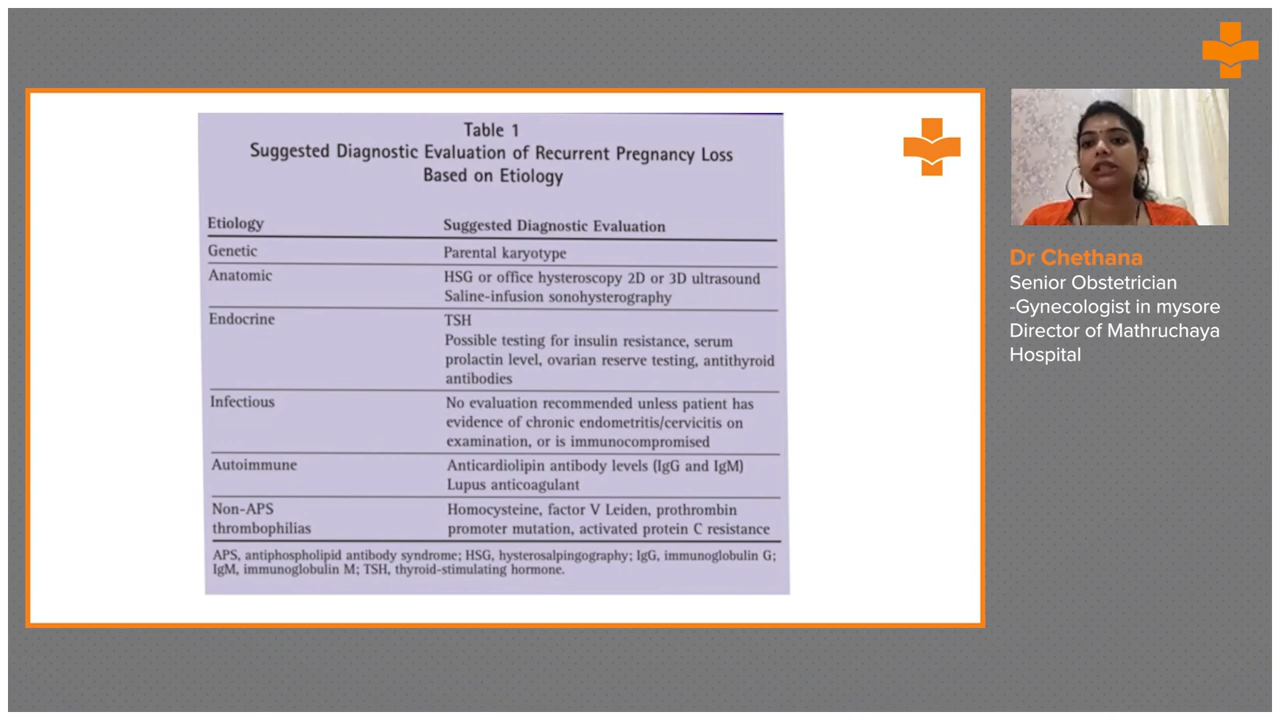 Table 1
Suggested Diagnostic Evaluation of Recurrent Pregnancy Loss
Based on Etiology
Etiology Suggested Diagnostic Evaluation
Genetic Parental karyotype
Anatomic HSG or office hysteroscopy 2D or 3D ultrasound
Saline-infusion sonohysterography
Endocrine TSH
Possible testing for insulin resistance, serum
prolactin level, ovarian reserve testing, antithyroid
antibodies
Infectious No evaluation recommended unless patient has
evidence of chronic endometritis/cervicitis on
examination, or is immunocompromised
Autoimmune Anticardiolipin antibody levels (IgG and IgM)
Lupus anticoagulant
Non-APS Homocysteine, factor V Leiden, prothrombin
thrombophilias promoter mutation, activated protein C resistance
APS, antiphospholipid antibody syndrome; HSG, hysterosalpingography; IgG, immunoglobulin G;
IgM, immunoglobulin M; TSH, thyroid-stimulating hormone.
Dr Chethana
Senior Obstetrician
-Gynecologist in mysore
Director of Mathruchaya
Hospital